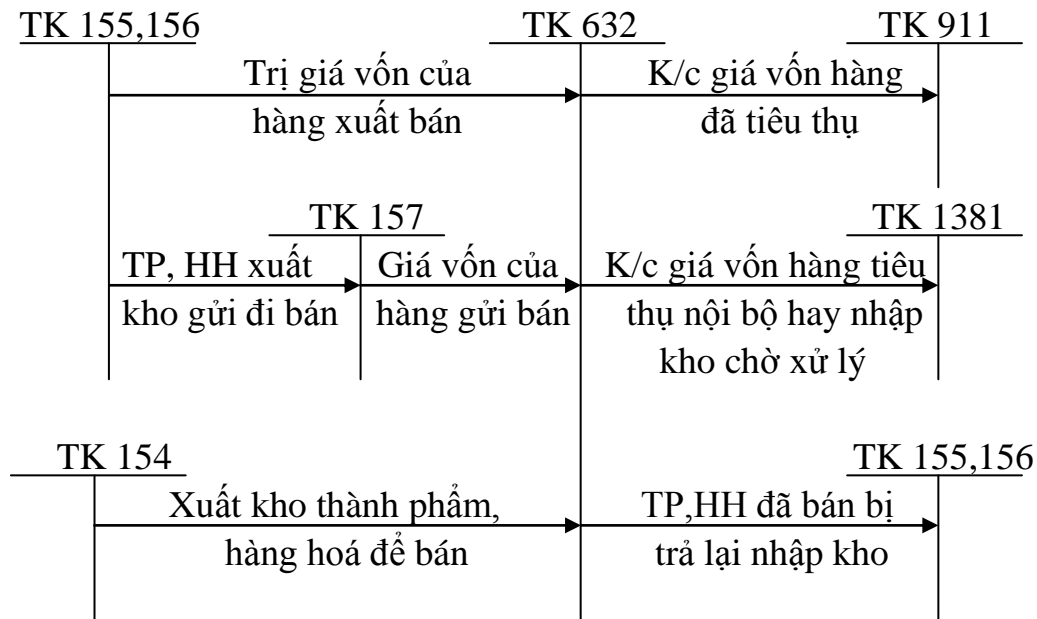 TK 155,156 TK 632 TK 911
Trị giá vốn của K/c giá vốn hàng
hàng xuất bán đã tiêu thụ
TK 157 TK 1381
TP, HH xuất Giá vốn của K/c giá vốn hàng tiêu
kho gửi đi bán hàng gửi bán thụ nội bộ hay nhập
kho chờ xử lý
TK 154 TK 155,156
Xuất kho thành phẩm, TP,HH đã bán bị
hàng hoá để bán trả lại nhập kho